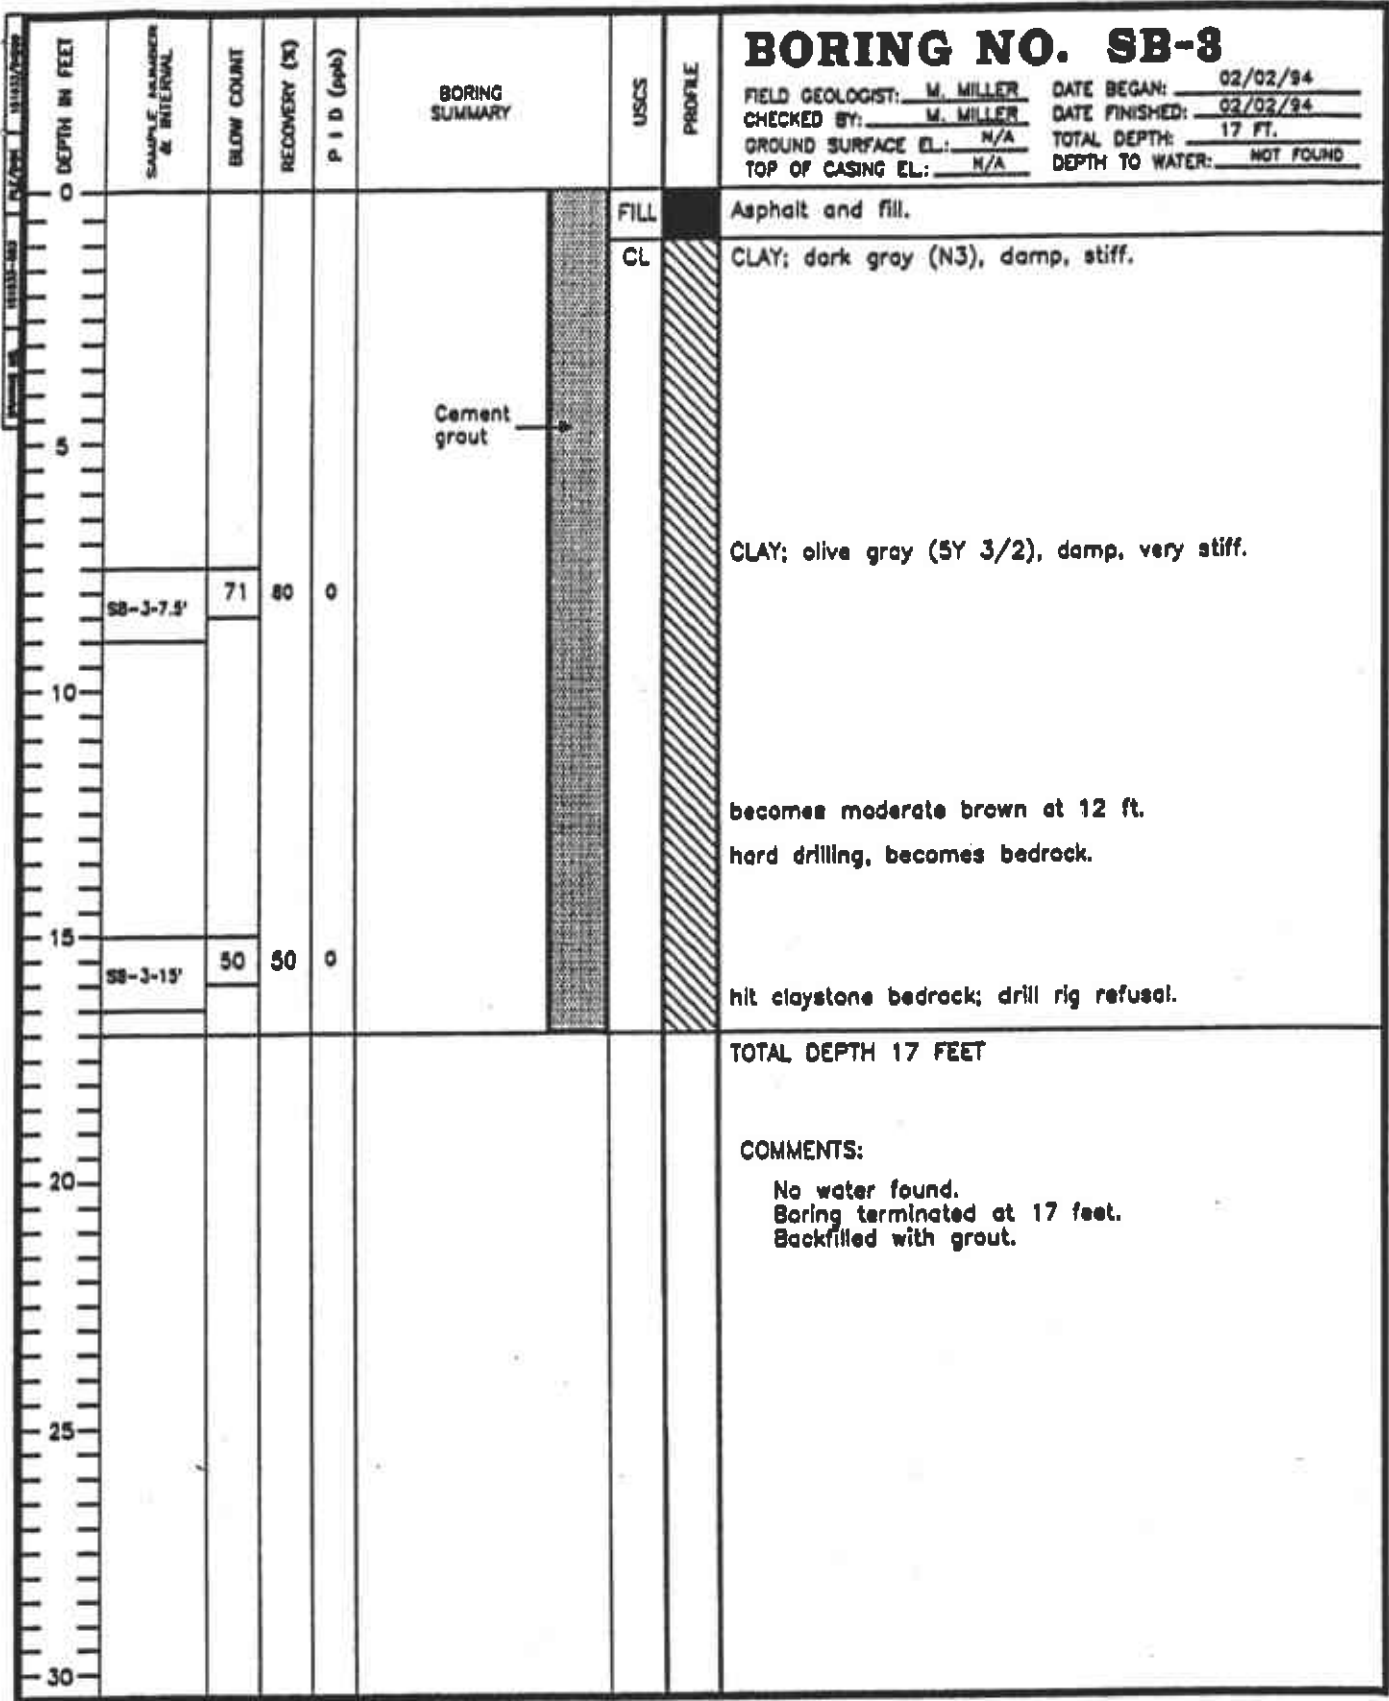 BORING NO. SB-3
FIELD GEOLOGIST: M. MILLER
CHECKED BY: M. MILLER
GROUND SURFACE EL.: N/A
TOP OF CASING EL.: N/A
DATE BEGAN: 02/02/94
DATE FINISHED: 02/02/94
TOTAL DEPTH: 17 FT.
DEPTH TO WATER: NOT FOUND
DEPTH IN FEET
SAMPLE NUMBER
& INTERVAL
BLOW COUNT
RECOVERY (%)
P I D (ppb)
BORING
SUMMARY
USCS
PROFILE
0
FILL
Asphalt and fill.
CL
CLAY; dark gray (N3), damp, stiff.
Cement
grout
5
CLAY; olive gray (5Y 3/2), damp, very stiff.
SB-3-7.5'
71
80
0
10
becomes moderate brown at 12 ft.
hard drilling, becomes bedrock.
15
SB-3-15'
50
50
0
hit claystone bedrock; drill rig refusal.
TOTAL DEPTH 17 FEET
COMMENTS:
No water found.
Boring terminated at 17 feet.
Backfilled with grout.
20
25
30